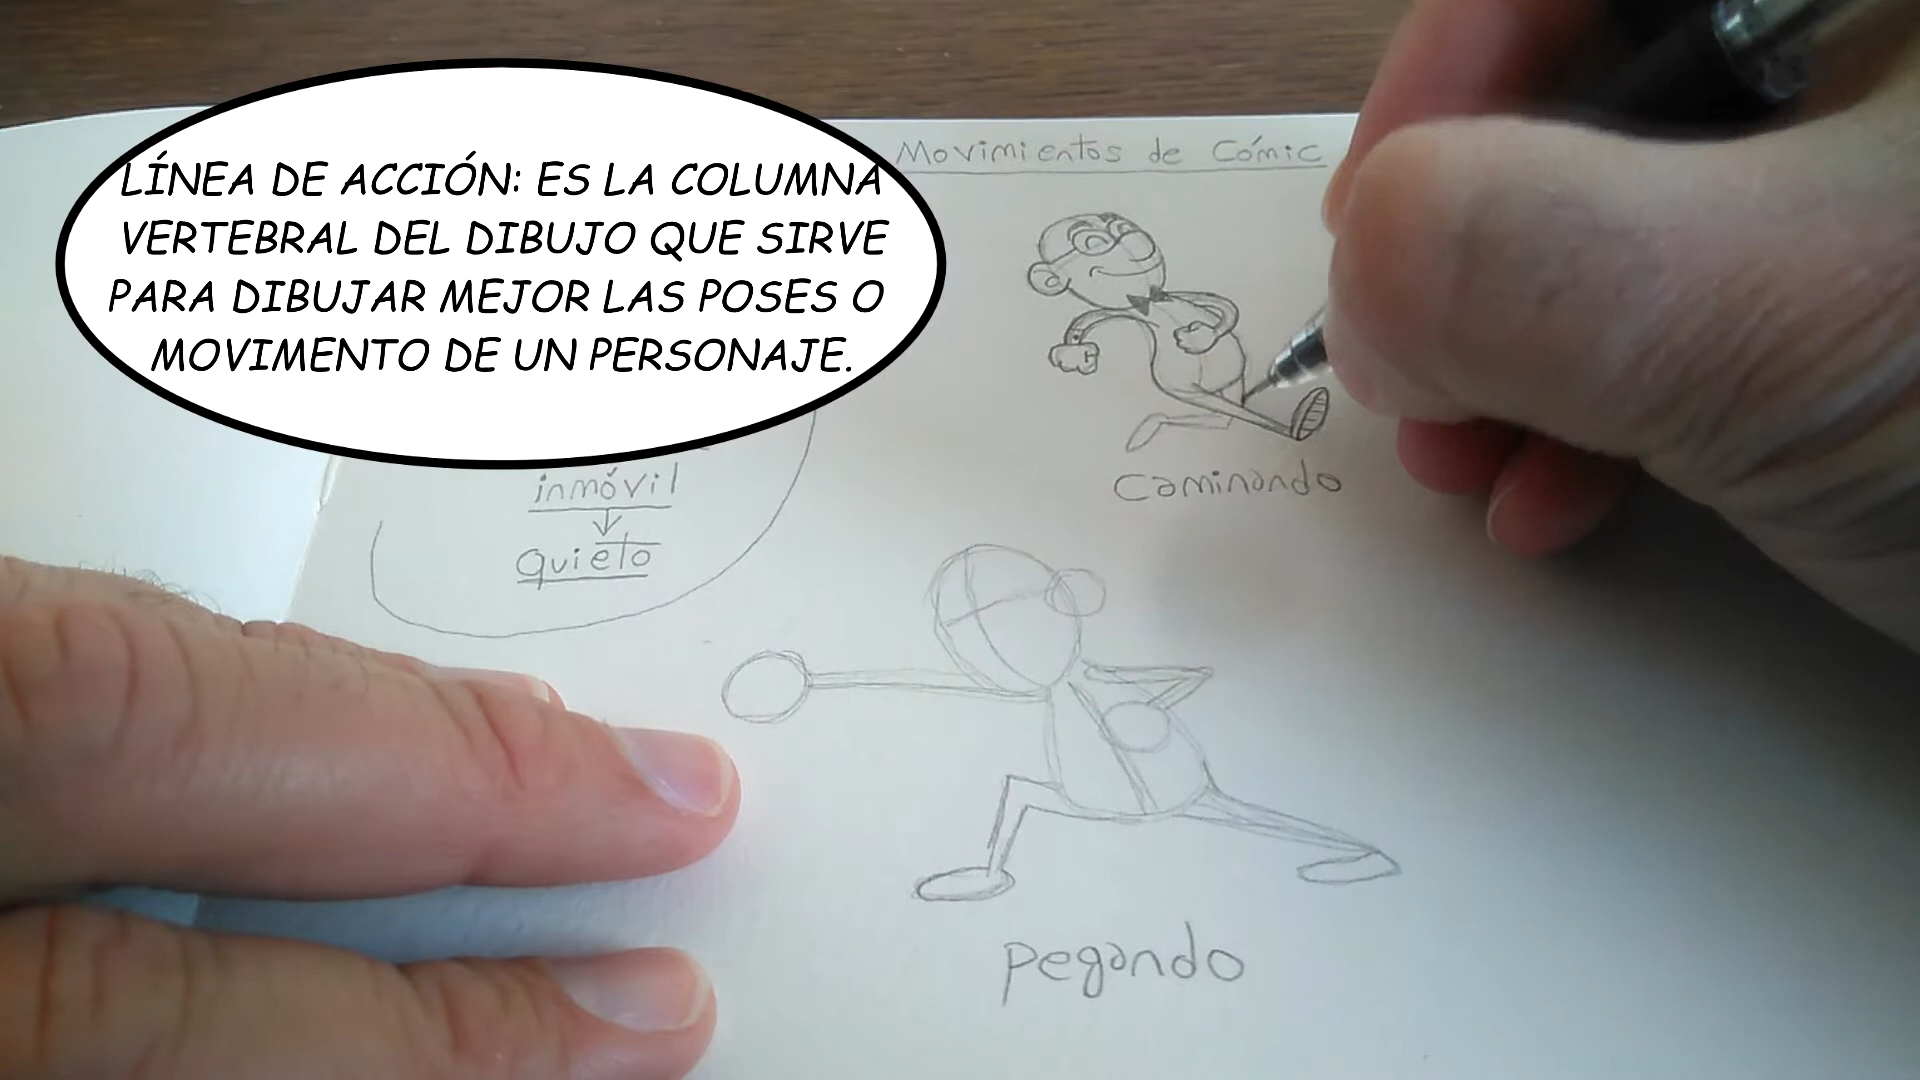 LÍNEA DE ACCIÓN: ES LA COLUMNA
VERTEBRAL DEL DIBUJO QUE SIRVE
PARA DIBUJAR MEJOR LAS POSES O
MOVIMENTO DE UN PERSONAJE.
Movimientos de Cómic
inmóvil
quieto
Caminando
pegando